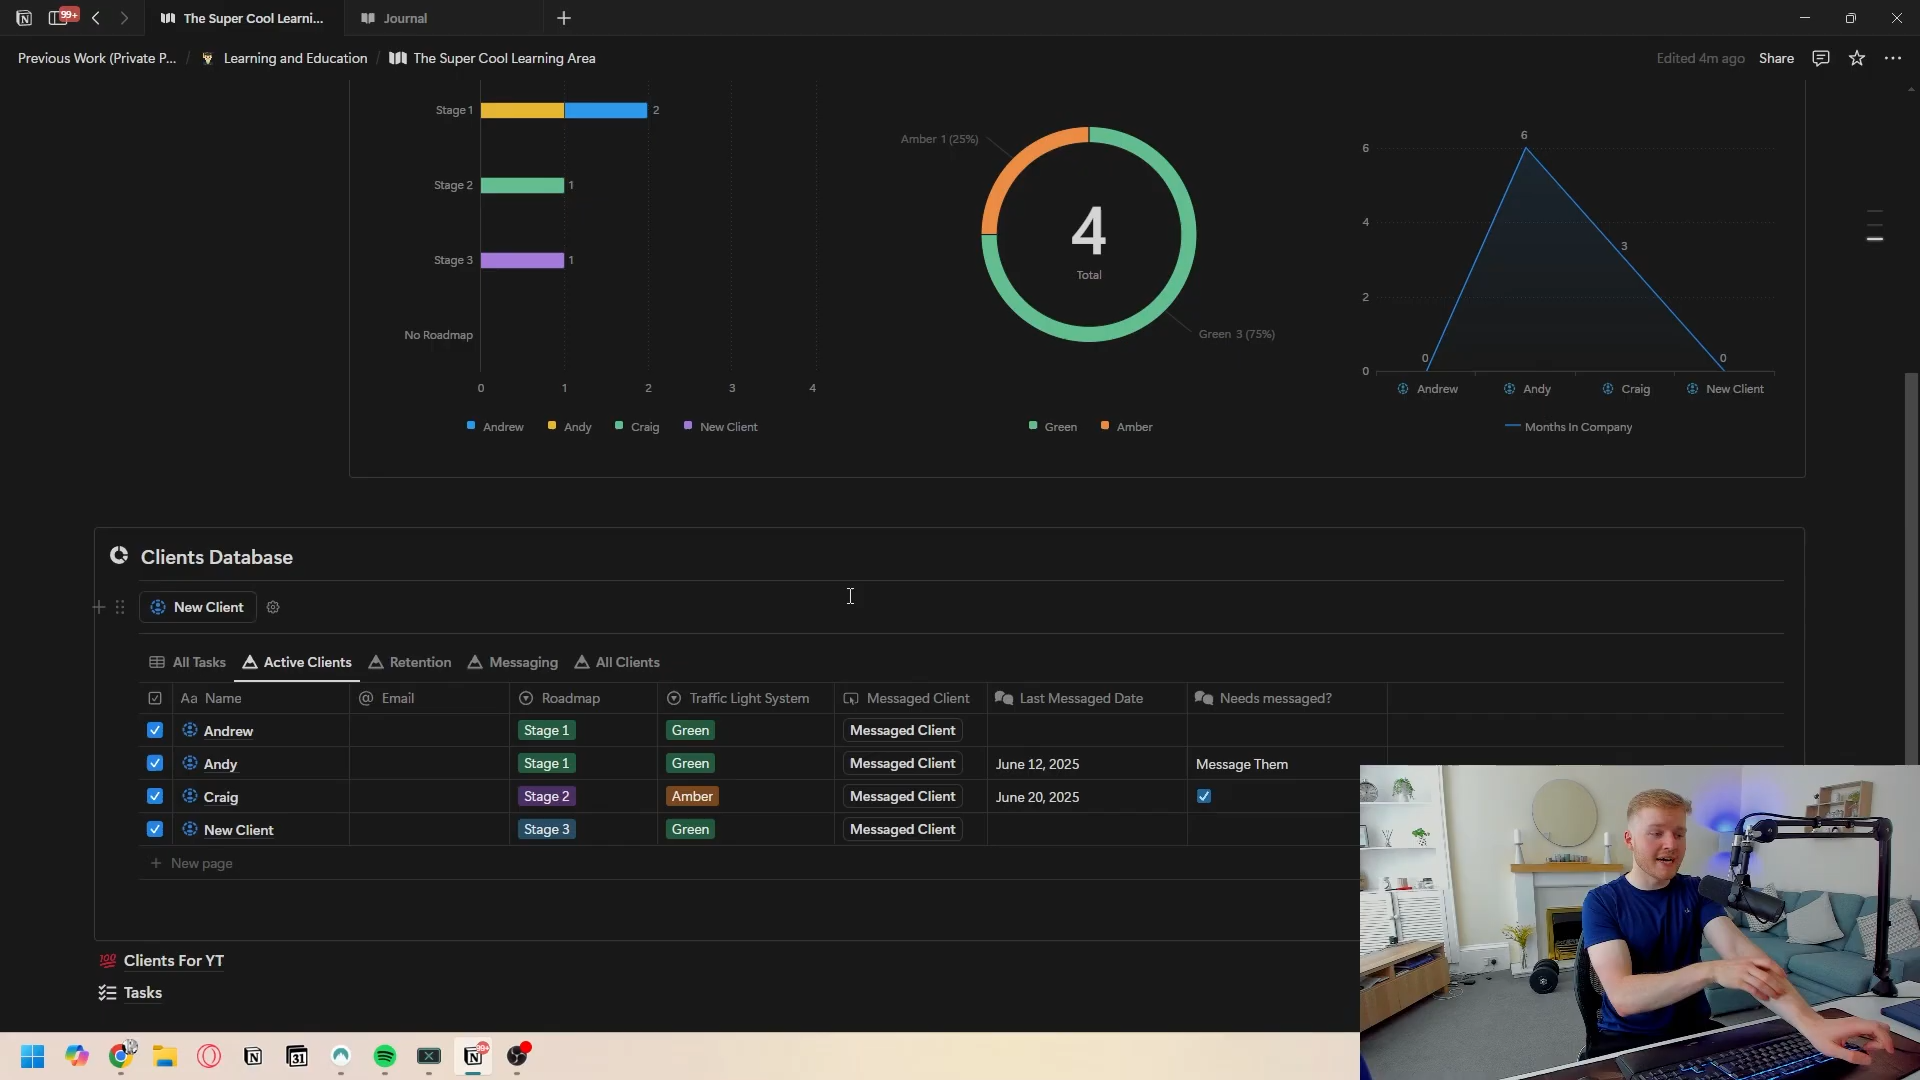 99+
The Super Cool Learni...
Journal
Previous Work (Private P... / Learning and Education / The Super Cool Learning Area
Edited 4m ago
Share
Stage 1
2
Stage 2
1
Stage 3
1
No Roadmap
0 1 2 3 4
Andrew Andy Craig New Client
Amber 1 (25%)
4
Total
Green 3 (75%)
Green Amber
6
6
4
3
2
0
0
0
Andrew Andy Craig New Client
Months In Company
Clients Database
New Client
All Tasks Active Clients Retention Messaging All Clients
Aa Name @ Email Roadmap Traffic Light System Messaged Client Last Messaged Date Needs messaged?
Andrew Stage 1 Green Messaged Client
Andy Stage 1 Green Messaged Client June 12, 2025 Message Them
Craig Stage 2 Amber Messaged Client June 20, 2025
New Client Stage 3 Green Messaged Client
+ New page
💯 Clients For YT
Tasks
31
99+